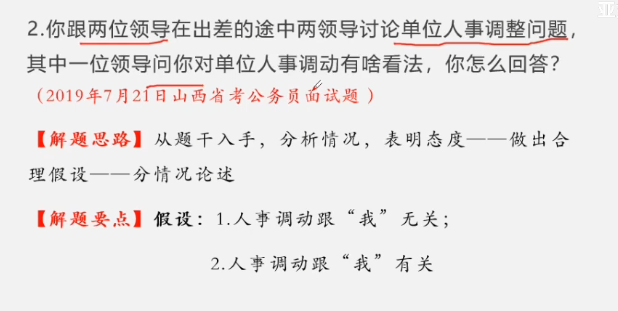 2.你跟两位领导在出差的途中两领导讨论单位人事调整问题，
其中一位领导问你对单位人事调动有啥看法，你怎么回答？
（2019年7月21日山西省考公务员面试题 ）
【解题思路】从题干入手，分析情况，表明态度——做出合
理假设——分情况论述
【解题要点】假设：1.人事调动跟“我”无关；
2.人事调动跟“我”有关